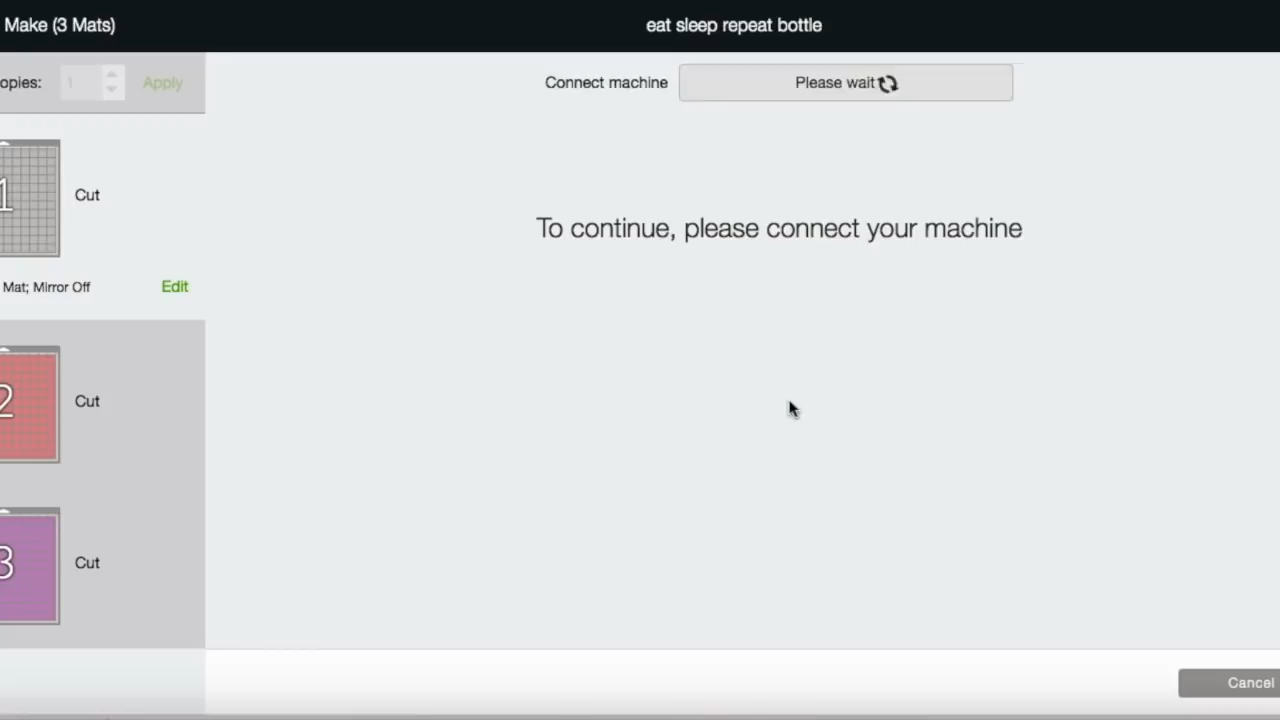 Make (3 Mats)
eat sleep repeat bottle
opies: 1 Apply
Connect machine Please wait
1 Cut
To continue, please connect your machine
Mat; Mirror Off Edit
2 Cut
3 Cut
Cancel